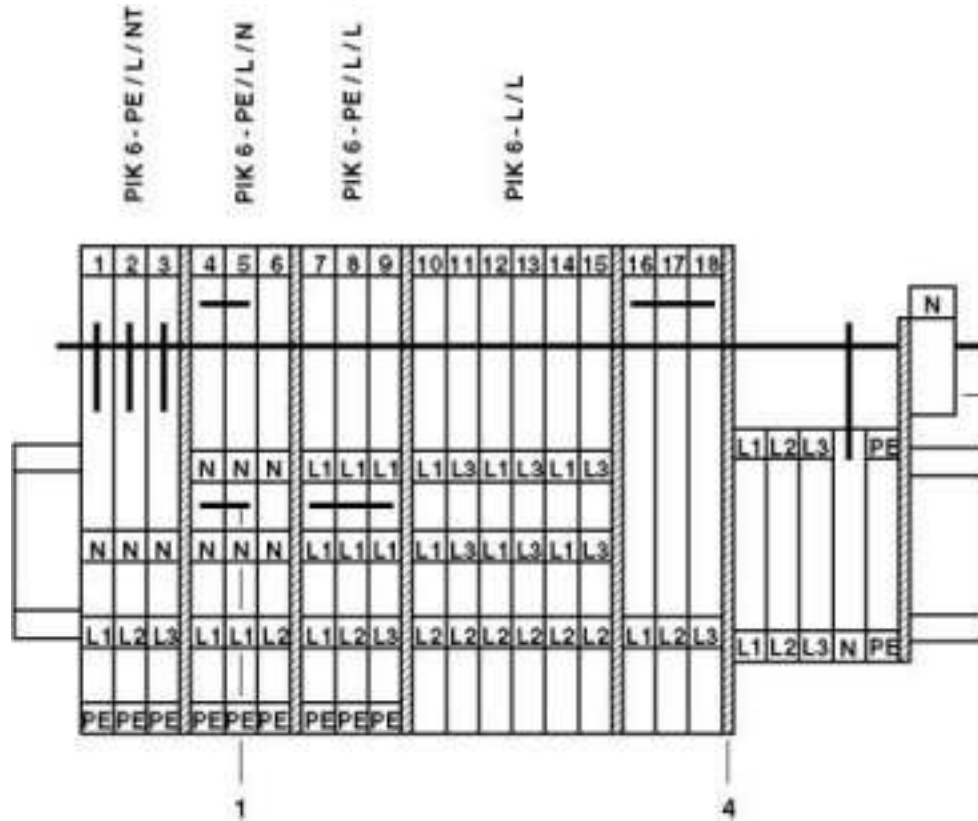 PIK 6 - PE / L / NT
PIK 6 - PE / L / N
PIK 6 - PE / L / L
PIK 6 - L / L
1 2 3 4 5 6 7 8 9 10 11 12 13 14 15 16 17 18
N
L1 L2 L3 PE
N N N L1 L1 L1 L1 L3 L1 L3 L1 L3
N N N N N N L1 L1 L1 L1 L3 L1 L3 L1 L3
L1 L2 L3 L1 L1 L2 L1 L2 L3 L2 L2 L2 L2 L2 L2 L1 L2 L3
L1 L2 L3 N PE
PE PE PE PE PE PE PE PE PE
1 4